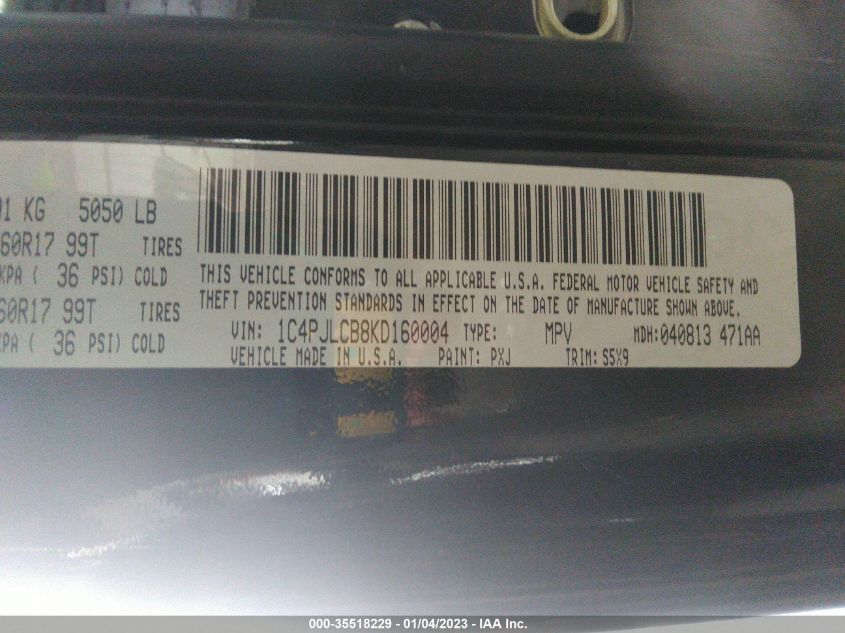 01 KG 5050 LB
60R17 99T TIRES
KPA ( 36 PSI) COLD
60R17 99T TIRES
KPA ( 36 PSI) COLD
THIS VEHICLE CONFORMS TO ALL APPLICABLE U.S.A. FEDERAL MOTOR VEHICLE SAFETY AND
THEFT PREVENTION STANDARDS IN EFFECT ON THE DATE OF MANUFACTURE SHOWN ABOVE.
VIN: 1C4PJLCB8KD160004 TYPE: MPV MDH:040813 471AA
VEHICLE MADE IN U.S.A. PAINT: PXJ TRIM: S5X9
000-35518229 - 01/04/2023 - IAA Inc.